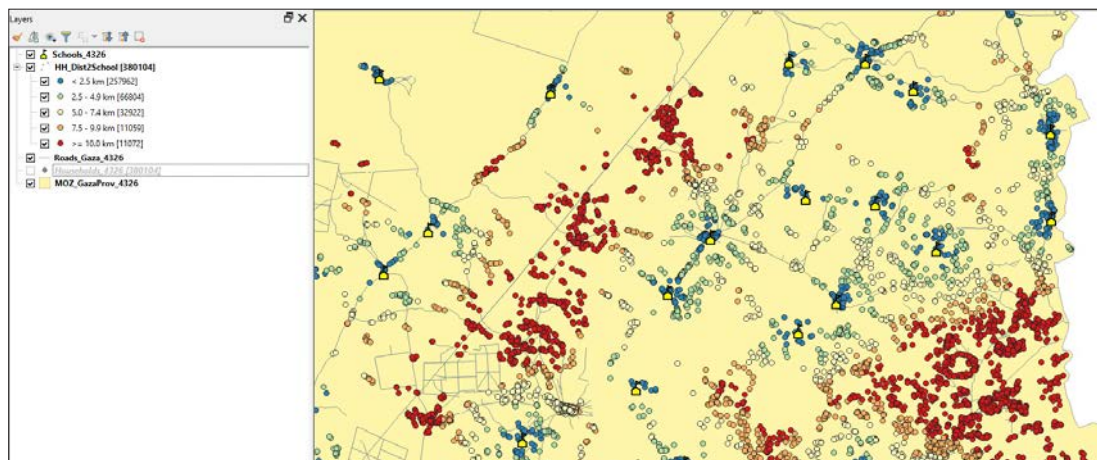 Layers
Schools_4326
HH_Dist2School [380104]
< 2.5 km [257962]
2.5 - 4.9 km [66804]
5.0 - 7.4 km [32922]
7.5 - 9.9 km [11059]
>= 10.0 km [11072]
Roads_Gaza_4326
Households_4326 [380104]
MOZ_GazaProv_4326